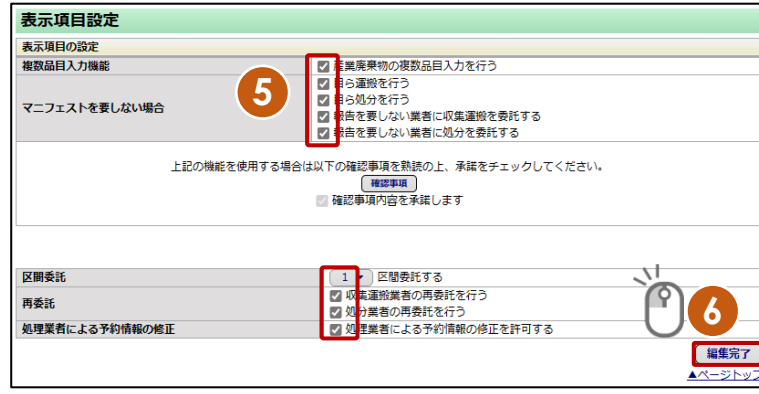 表示項目設定
表示項目の設定
複数品目入力機能
産業廃棄物の複数品目入力を行う
5
マニフェストを要しない場合
自ら運搬を行う
自ら処分を行う
報告を要しない業者に収集運搬を委託する
報告を要しない業者に処分を委託する
上記の機能を使用する場合は以下の確認事項を熟読の上、承諾をチェックしてください。
確認事項
確認事項内容を承諾します
区間委託
1 区間委託する
再委託
収集運搬業者の再委託を行う
処分業者の再委託を行う
処理業者による予約情報の修正
処理業者による予約情報の修正を許可する
6
編集完了
▲ページトップ